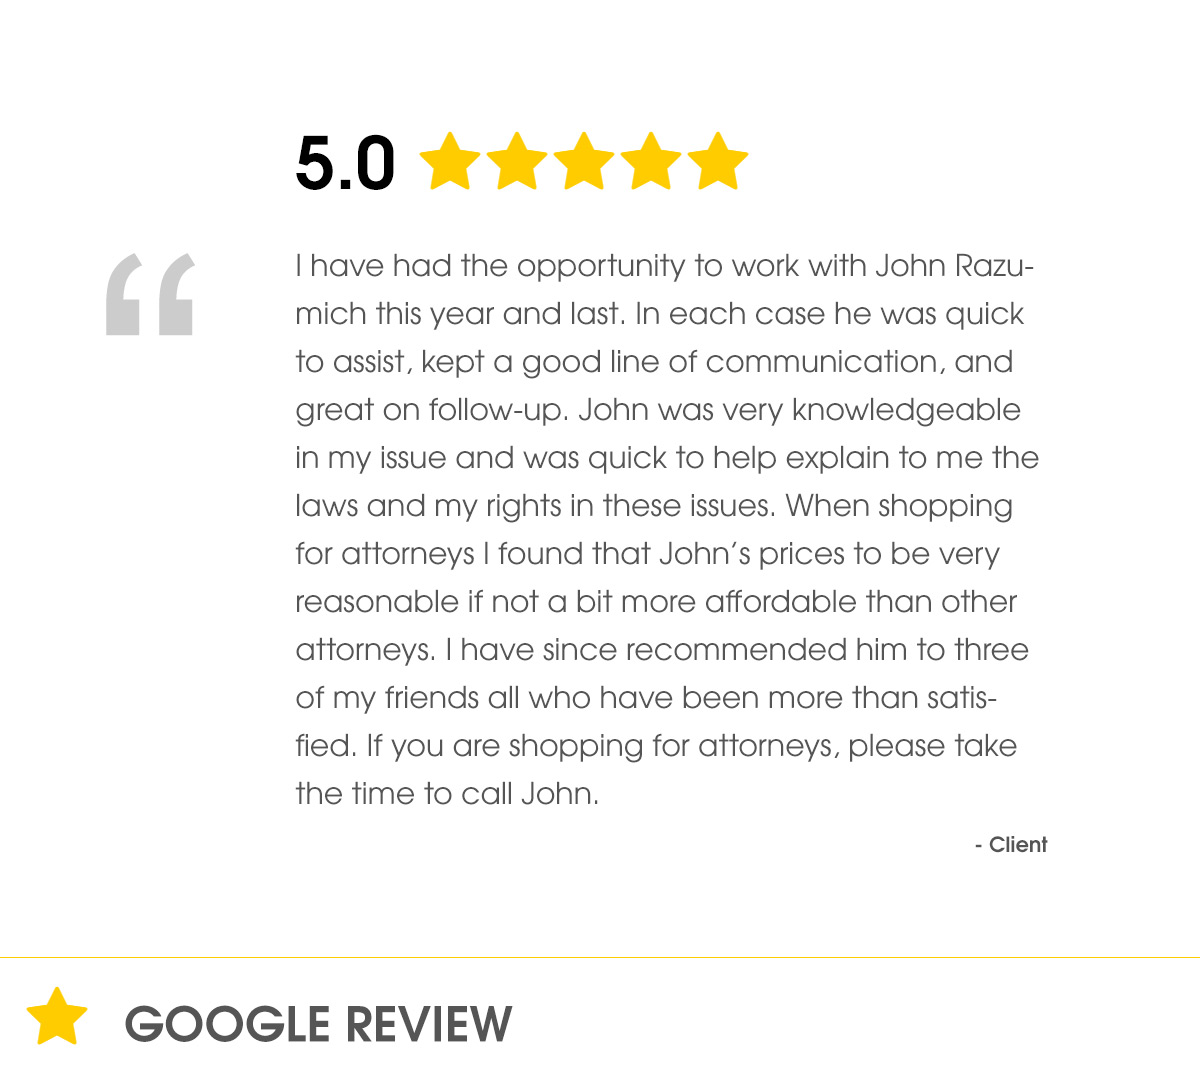 5.0
I have had the opportunity to work with John Razu-
mich this year and last. In each case he was quick
to assist, kept a good line of communication, and
great on follow-up. John was very knowledgeable
in my issue and was quick to help explain to me the
laws and my rights in these issues. When shopping
for attorneys I found that John’s prices to be very
reasonable if not a bit more affordable than other
attorneys. I have since recommended him to three
of my friends all who have been more than satis-
fied. If you are shopping for attorneys, please take
the time to call John.
- Client
GOOGLE REVIEW